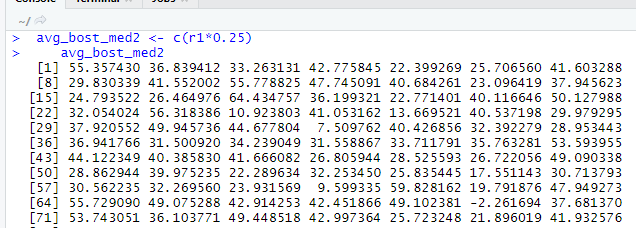 Console Terminal Jobs
~/
> avg_bost_med2 <- c(r1*0.25)
> avg_bost_med2
[1] 55.357430 36.839412 33.263131 42.775845 22.399269 25.706560 41.603288
[8] 29.830339 41.552002 55.778825 47.745091 40.684261 23.096419 37.945623
[15] 24.793522 26.464976 64.434757 36.199321 22.771401 40.116646 50.127988
[22] 32.054024 56.318386 10.923803 41.053162 13.669521 40.537198 29.979295
[29] 37.920552 49.945736 44.677804 7.509762 40.426856 32.392279 28.953443
[36] 36.941766 31.500920 34.239049 31.558867 33.711791 35.763281 53.593955
[43] 44.122349 40.385830 41.666082 26.805944 28.525593 26.722056 49.090338
[50] 28.862944 39.975235 22.289634 32.253450 25.835445 17.551143 30.713793
[57] 30.562235 32.269560 23.931569 9.599335 59.828162 19.791876 47.949273
[64] 55.729090 49.075288 42.914253 42.451866 49.102381 -2.261694 37.681370
[71] 53.743051 36.103771 49.448518 42.997364 25.723248 21.896019 41.932576